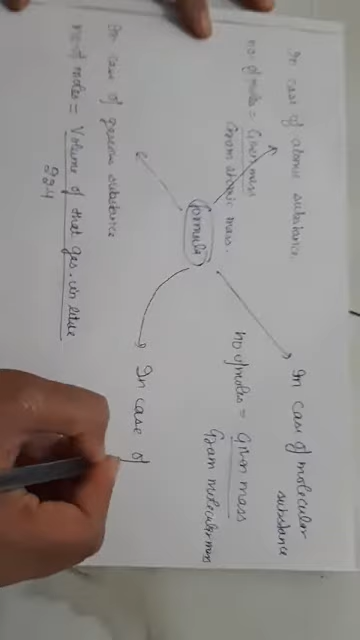 In case of atomic substance.
no. of moles = Given mass
Gram atomic mass.
formula
In case of molecular
substance
no of moles = Given mass
Gram molecular mass
In case of gaseous substance
no of moles = Volume of that gas in litre
22.4
In case of